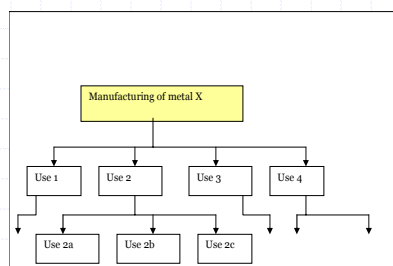 Manufacturing of metal X
Use 1
Use 2
Use 3
Use 4
Use 2a
Use 2b
Use 2c